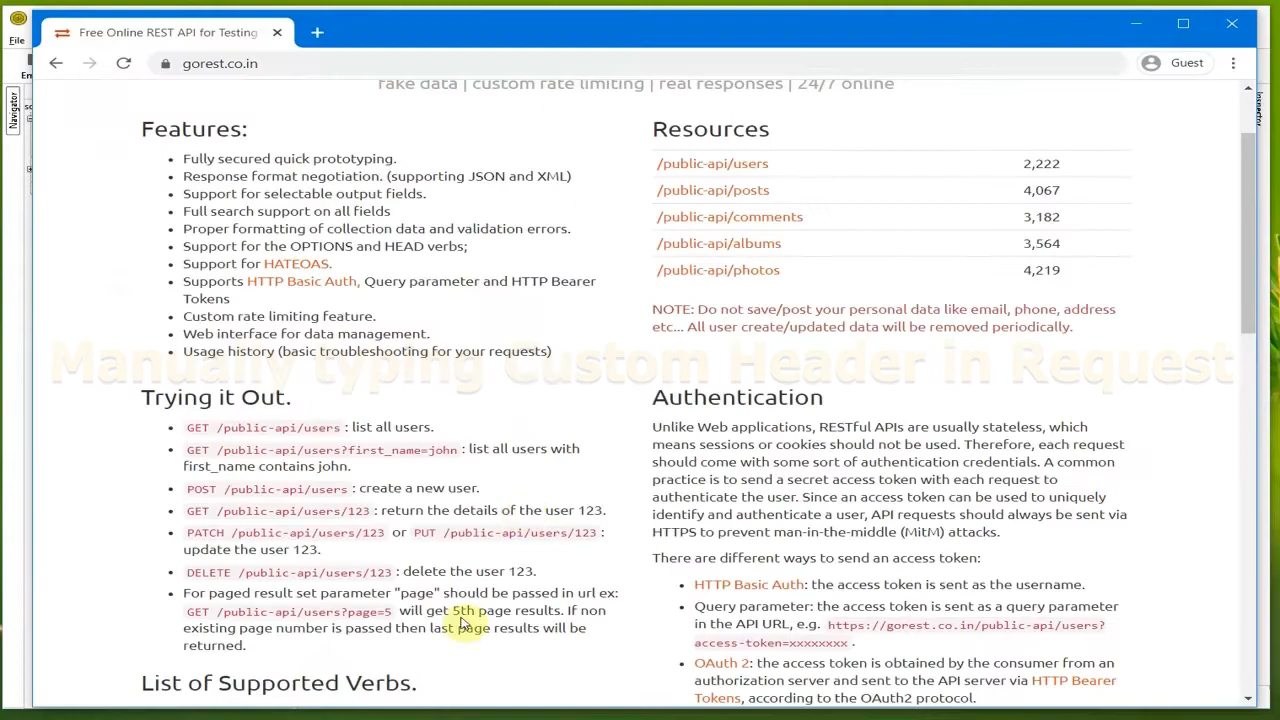 Free Online REST API for Testing
gorest.co.in
Guest
File
Em
Navigator
Inspector
fake data | custom rate limiting | real responses | 24/7 online
Features:
Fully secured quick prototyping.
Response format negotiation. (supporting JSON and XML)
Support for selectable output fields.
Full search support on all fields
Proper formatting of collection data and validation errors.
Support for the OPTIONS and HEAD verbs;
Support for HATEOAS.
Supports HTTP Basic Auth, Query parameter and HTTP Bearer
Tokens
Custom rate limiting feature.
Web interface for data management.
Usage history (basic troubleshooting for your requests)
Resources
/public-api/users 2,222
/public-api/posts 4,067
/public-api/comments 3,182
/public-api/albums 3,564
/public-api/photos 4,219
NOTE: Do not save/post your personal data like email, phone, address
etc... All user create/updated data will be removed periodically.
Manually typing Custom Header in Request
Trying it Out.
GET /public-api/users : list all users.
GET /public-api/users?first_name=john : list all users with
first_name contains john.
POST /public-api/users : create a new user.
GET /public-api/users/123 : return the details of the user 123.
PATCH /public-api/users/123 or PUT /public-api/users/123 :
update the user 123.
DELETE /public-api/users/123 : delete the user 123.
For paged result set parameter "page" should be passed in url ex:
GET /public-api/users?page=5 will get 5th page results. If non
existing page number is passed then last page results will be
returned.
List of Supported Verbs.
Authentication
Unlike Web applications, RESTful APIs are usually stateless, which
means sessions or cookies should not be used. Therefore, each request
should come with some sort of authentication credentials. A common
practice is to send a secret access token with each request to
authenticate the user. Since an access token can be used to uniquely
identify and authenticate a user, API requests should always be sent via
HTTPS to prevent man-in-the-middle (MitM) attacks.
There are different ways to send an access token:
HTTP Basic Auth: the access token is sent as the username.
Query parameter: the access token is sent as a query parameter
in the API URL, e.g. https://gorest.co.in/public-api/users?
access-token=xxxxxxxx .
OAuth 2: the access token is obtained by the consumer from an
authorization server and sent to the API server via HTTP Bearer
Tokens, according to the OAuth2 protocol.